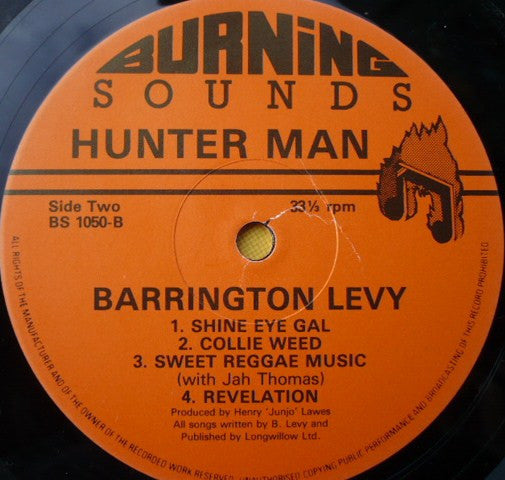 BURNiNG
SOUNDS
HUNTER MAN
Side Two
33⅓ rpm
BS 1050-B
BARRINGTON LEVY
1. SHINE EYE GAL
2. COLLIE WEED
3. SWEET REGGAE MUSIC
(with Jah Thomas)
4. REVELATION
Produced by Henry 'Junjo' Lawes
All songs written by B. Levy and
Published by Longwillow Ltd.
ALL RIGHTS OF THE MANUFACTURER AND OF THE OWNER OF THE RECORDED WORK RESERVED. UNAUTHORISED COPYING PUBLIC PERFORMANCE AND BROADCASTING OF THIS RECORD PROHIBITED